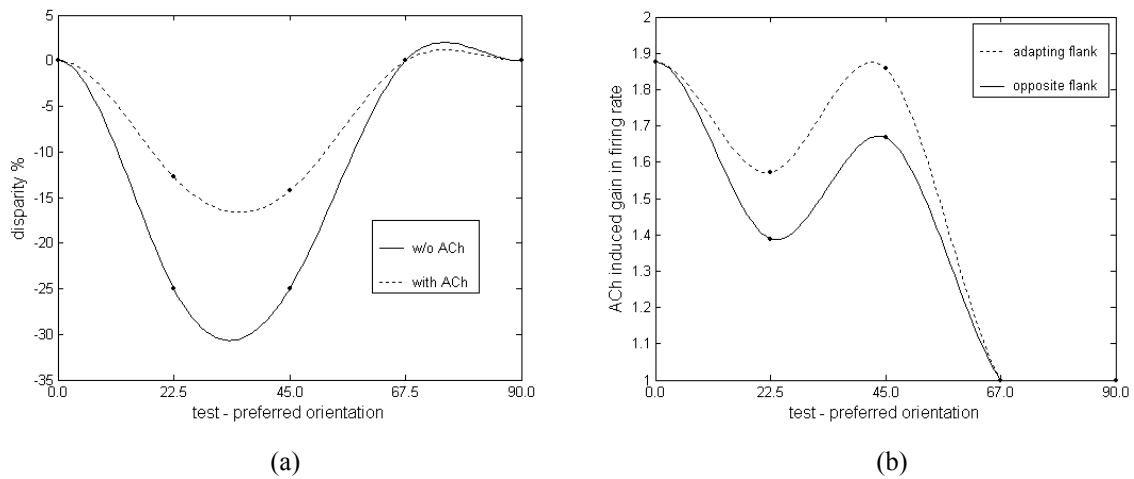 5
0
-5
-10
-15
-20
-25
-30
-35
disparity %
w/o ACh
with ACh
0.0 22.5 45.0 67.5 90.0
test - preferred orientation
(a)
2
1.9
1.8
1.7
1.6
1.5
1.4
1.3
1.2
1.1
1
ACh induced gain in firing rate
adapting flank
opposite flank
0.0 22.5 45.0 67.0 90.0
test - preferred orientation
(b)